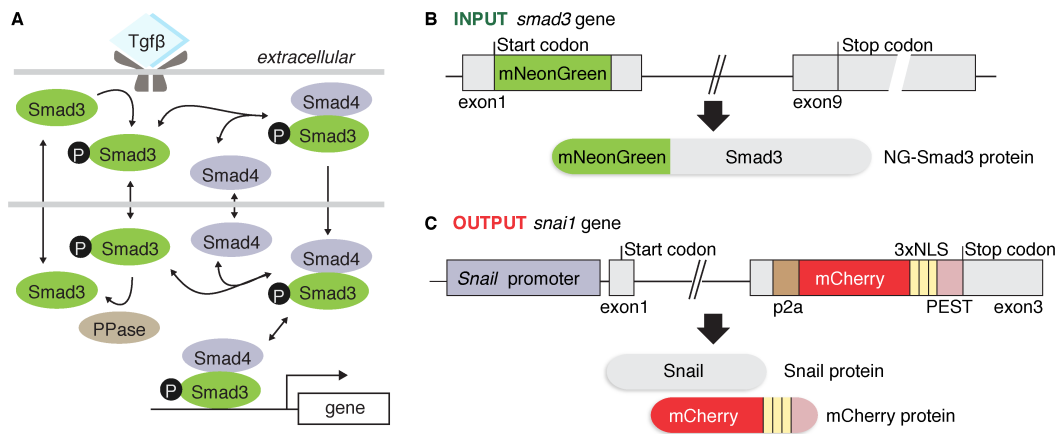 A
Tgfβ
extracellular
Smad3
Smad4
P Smad3
P Smad3
Smad4
P Smad3
Smad4
Smad4
P Smad3
Smad3
PPase
Smad4
P Smad3
gene
B INPUT smad3 gene
Start codon
Stop codon
mNeonGreen
exon1
exon9
mNeonGreen Smad3 NG-Smad3 protein
C OUTPUT snai1 gene
Start codon
3xNLS Stop codon
Snail promoter
mCherry
exon1
p2a
PEST
exon3
Snail Snail protein
mCherry mCherry protein